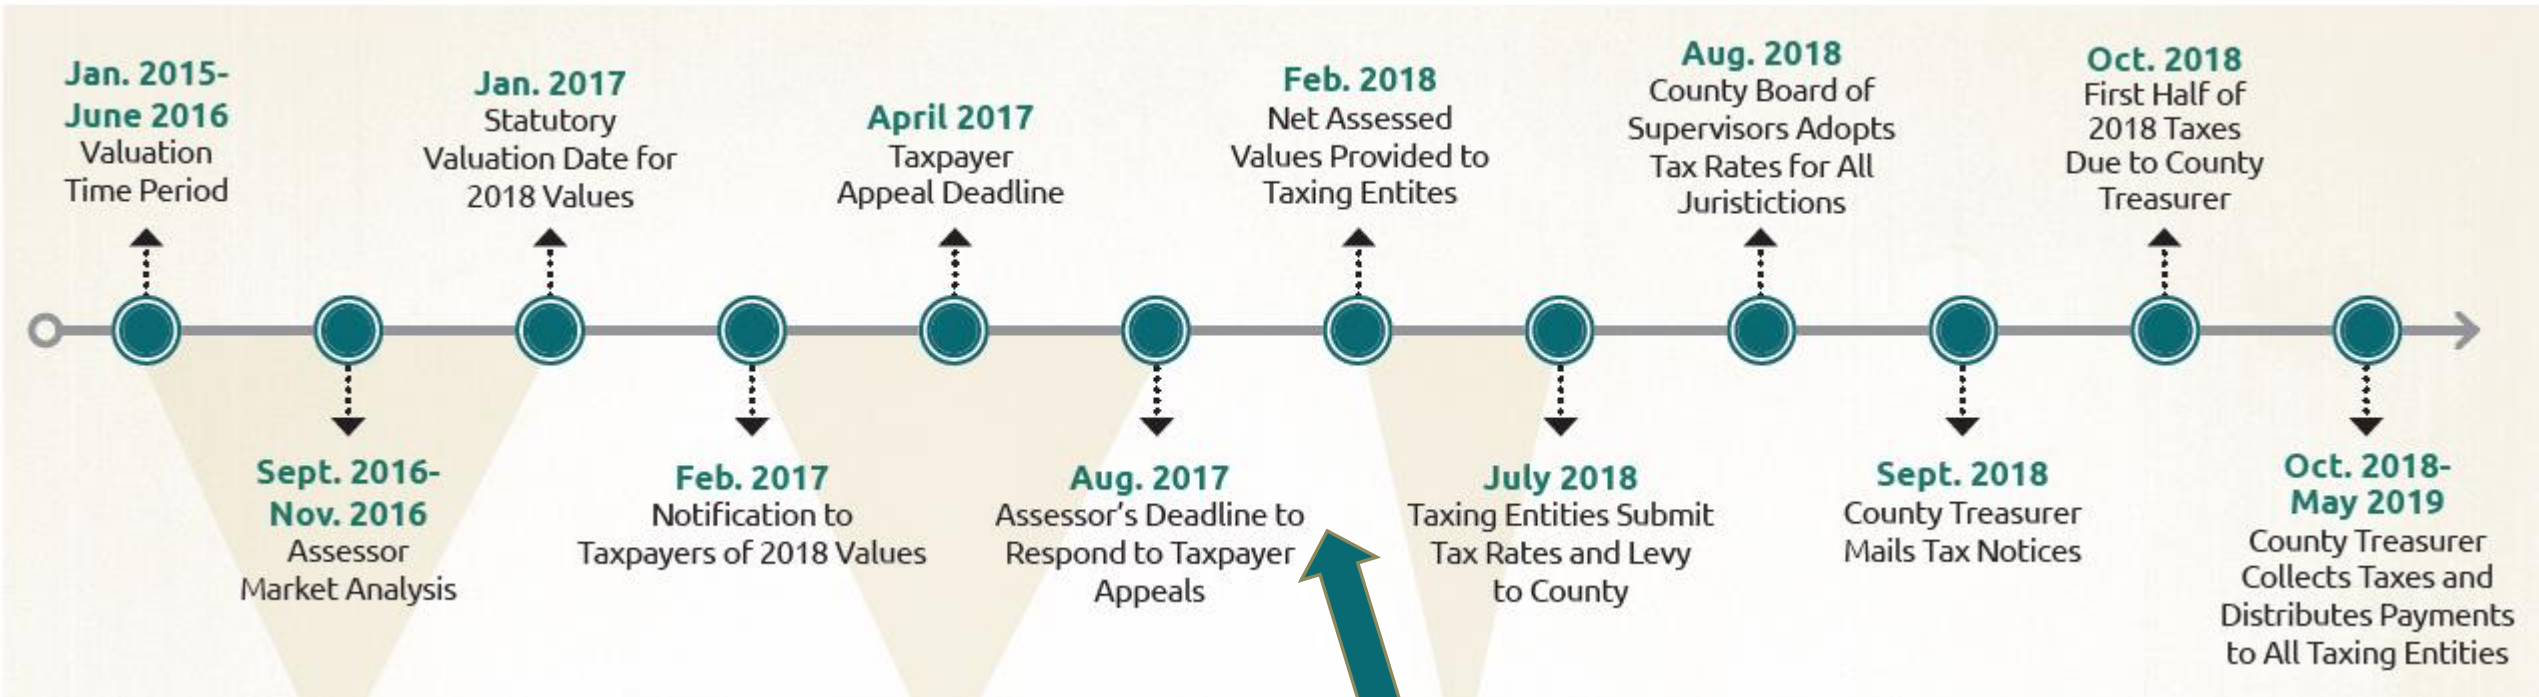 Jan. 2015-
June 2016
Valuation
Time Period
Sept. 2016-
Nov. 2016
Assessor
Market Analysis
Jan. 2017
Statutory
Valuation Date for
2018 Values
Feb. 2017
Notification to
Taxpayers of 2018 Values
April 2017
Taxpayer
Appeal Deadline
Aug. 2017
Assessor's Deadline to
Respond to Taxpayer
Appeals
Feb. 2018
Net Assessed
Values Provided to
Taxing Entites
July 2018
Taxing Entities Submit
Tax Rates and Levy
to County
Aug. 2018
County Board of
Supervisors Adopts
Tax Rates for All
Juristictions
Sept. 2018
County Treasurer
Mails Tax Notices
Oct. 2018
First Half of
2018 Taxes
Due to County
Treasurer
Oct. 2018-
May 2019
County Treasurer
Collects Taxes and
Distributes Payments
to All Taxing Entities